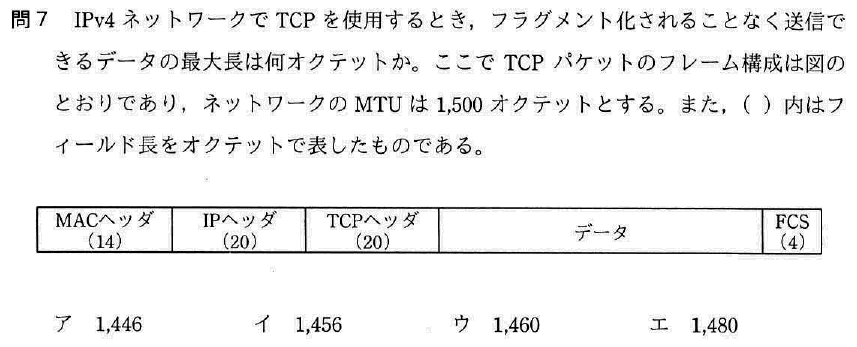 問7 IPv4 ネットワークで TCP を使用するとき，フラグメント化されることなく送信で
きるデータの最大長は何オクテットか。ここで TCP パケットのフレーム構成は図の
とおりであり，ネットワークの MTU は 1,500 オクテットとする。また，( ) 内はフ
ィールド長をオクテットで表したものである。
MACヘッダ (14) IPヘッダ (20) TCPヘッダ (20) データ FCS (4)
ア 1,446 イ 1,456 ウ 1,460 エ 1,480